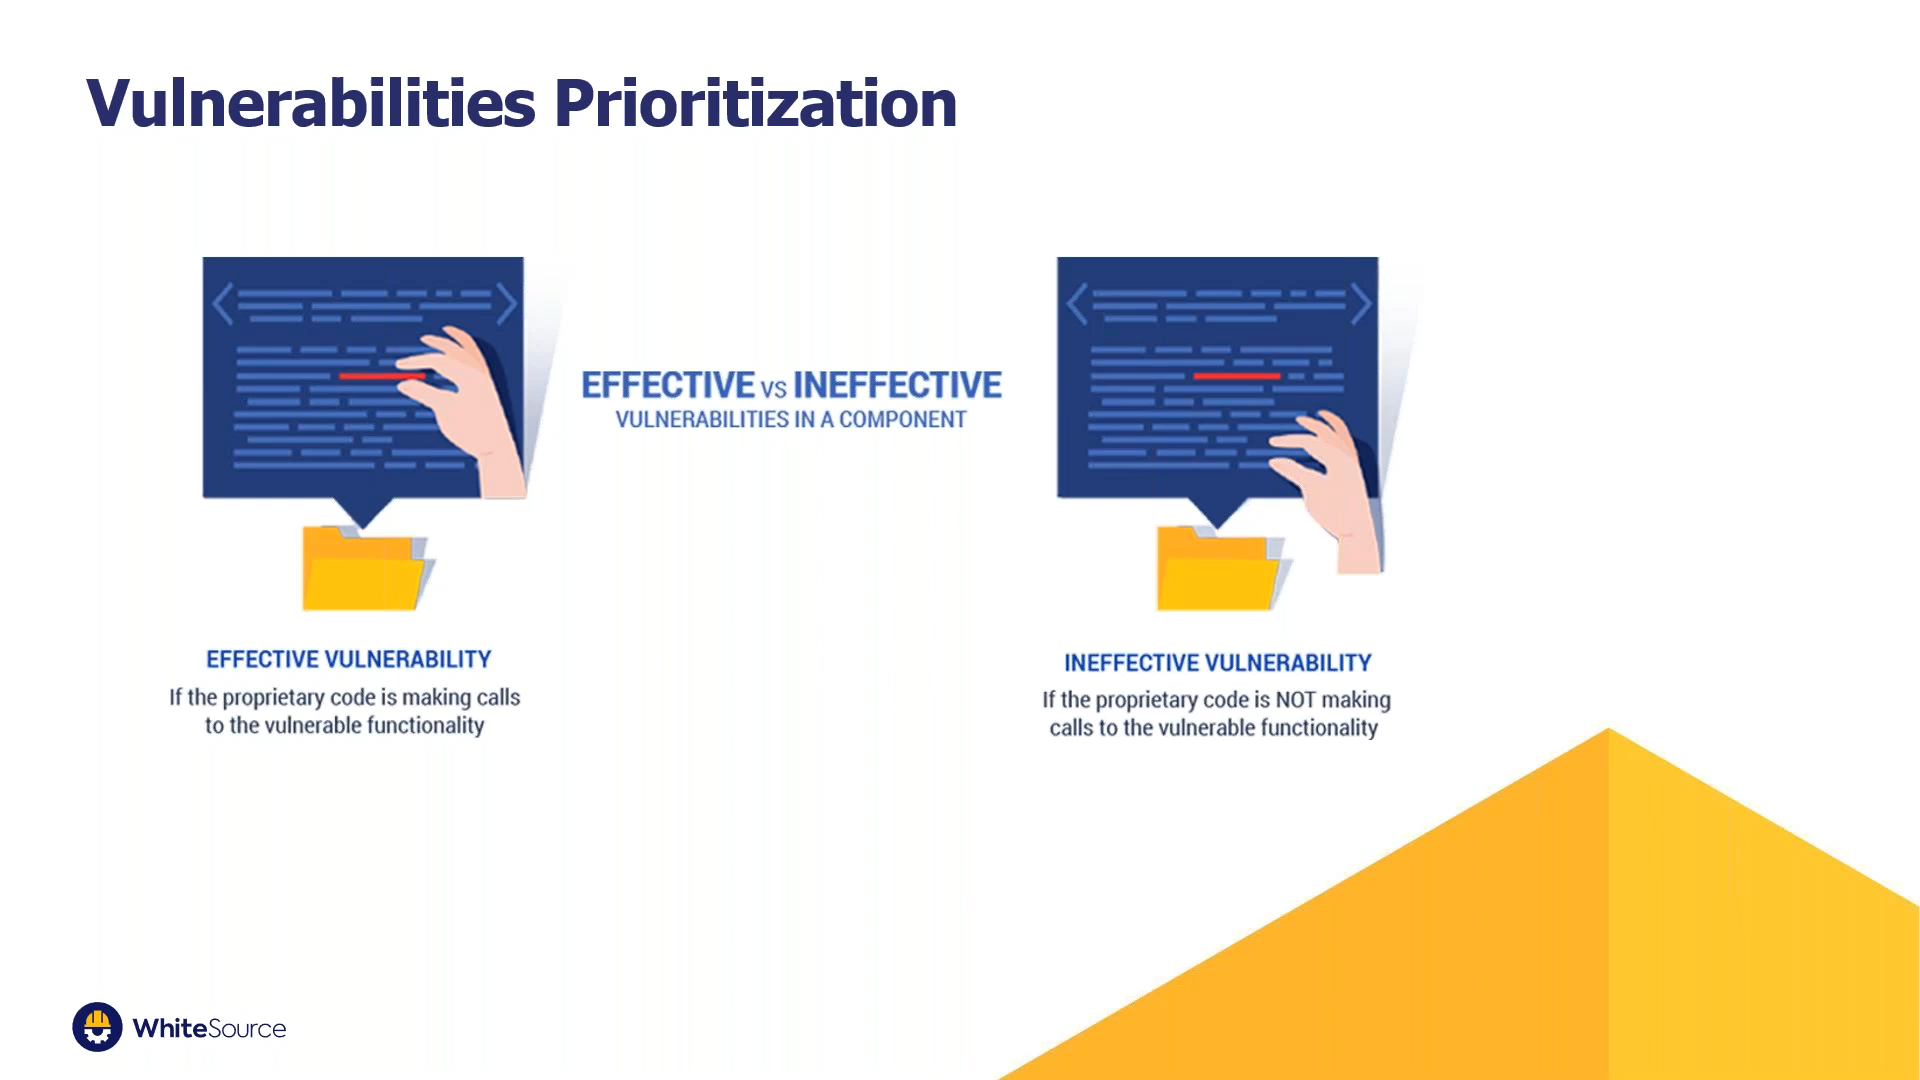 Vulnerabilities Prioritization
EFFECTIVE VS INEFFECTIVE
VULNERABILITIES IN A COMPONENT
EFFECTIVE VULNERABILITY
If the proprietary code is making calls
to the vulnerable functionality
INEFFECTIVE VULNERABILITY
If the proprietary code is NOT making
calls to the vulnerable functionality
WhiteSource